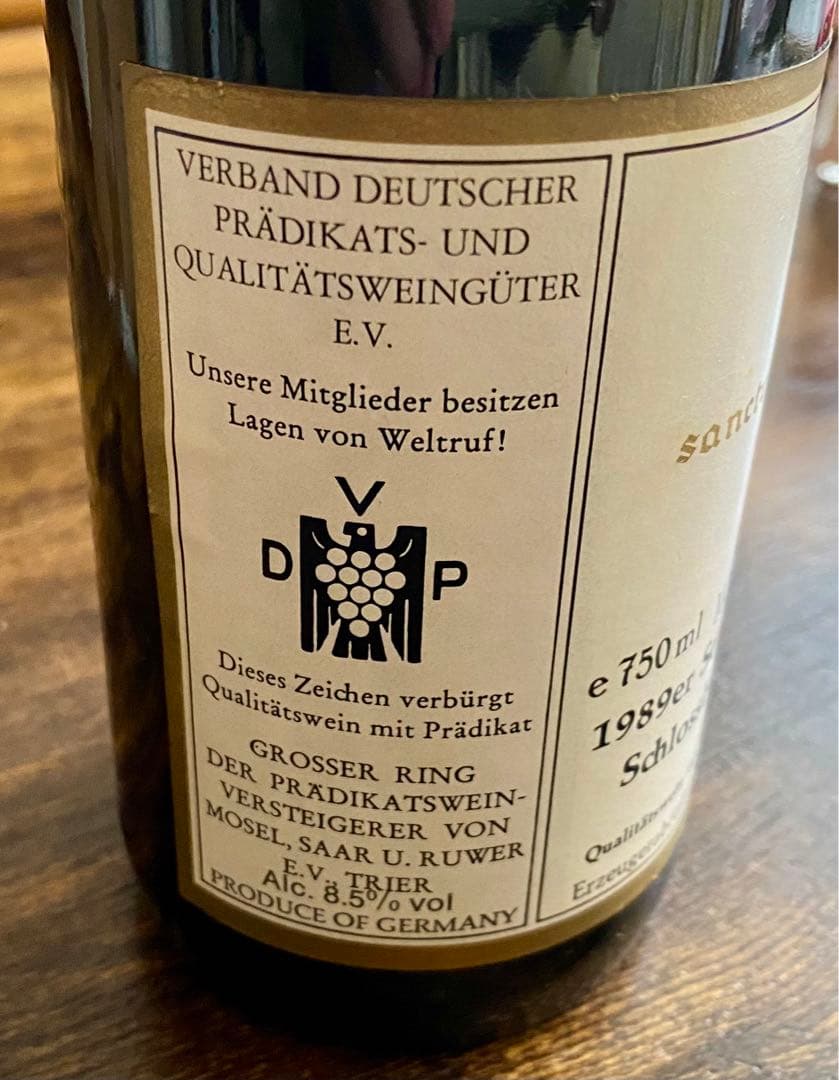 VERBAND DEUTSCHER
PRÄDIKATS- UND
QUALITÄTSWEINGÜTER
E.V.
Unsere Mitglieder besitzen
Lagen von Weltruf!
V
D P
Dieses Zeichen verbürgt
Qualitätswein mit Prädikat
GROSSER RING
DER PRÄDIKATSWEIN-
VERSTEIGERER VON
MOSEL, SAAR U. RUWER
E.V., TRIER
Alc. 8.5% vol
PRODUCE OF GERMANY
e 750 ml
1989er